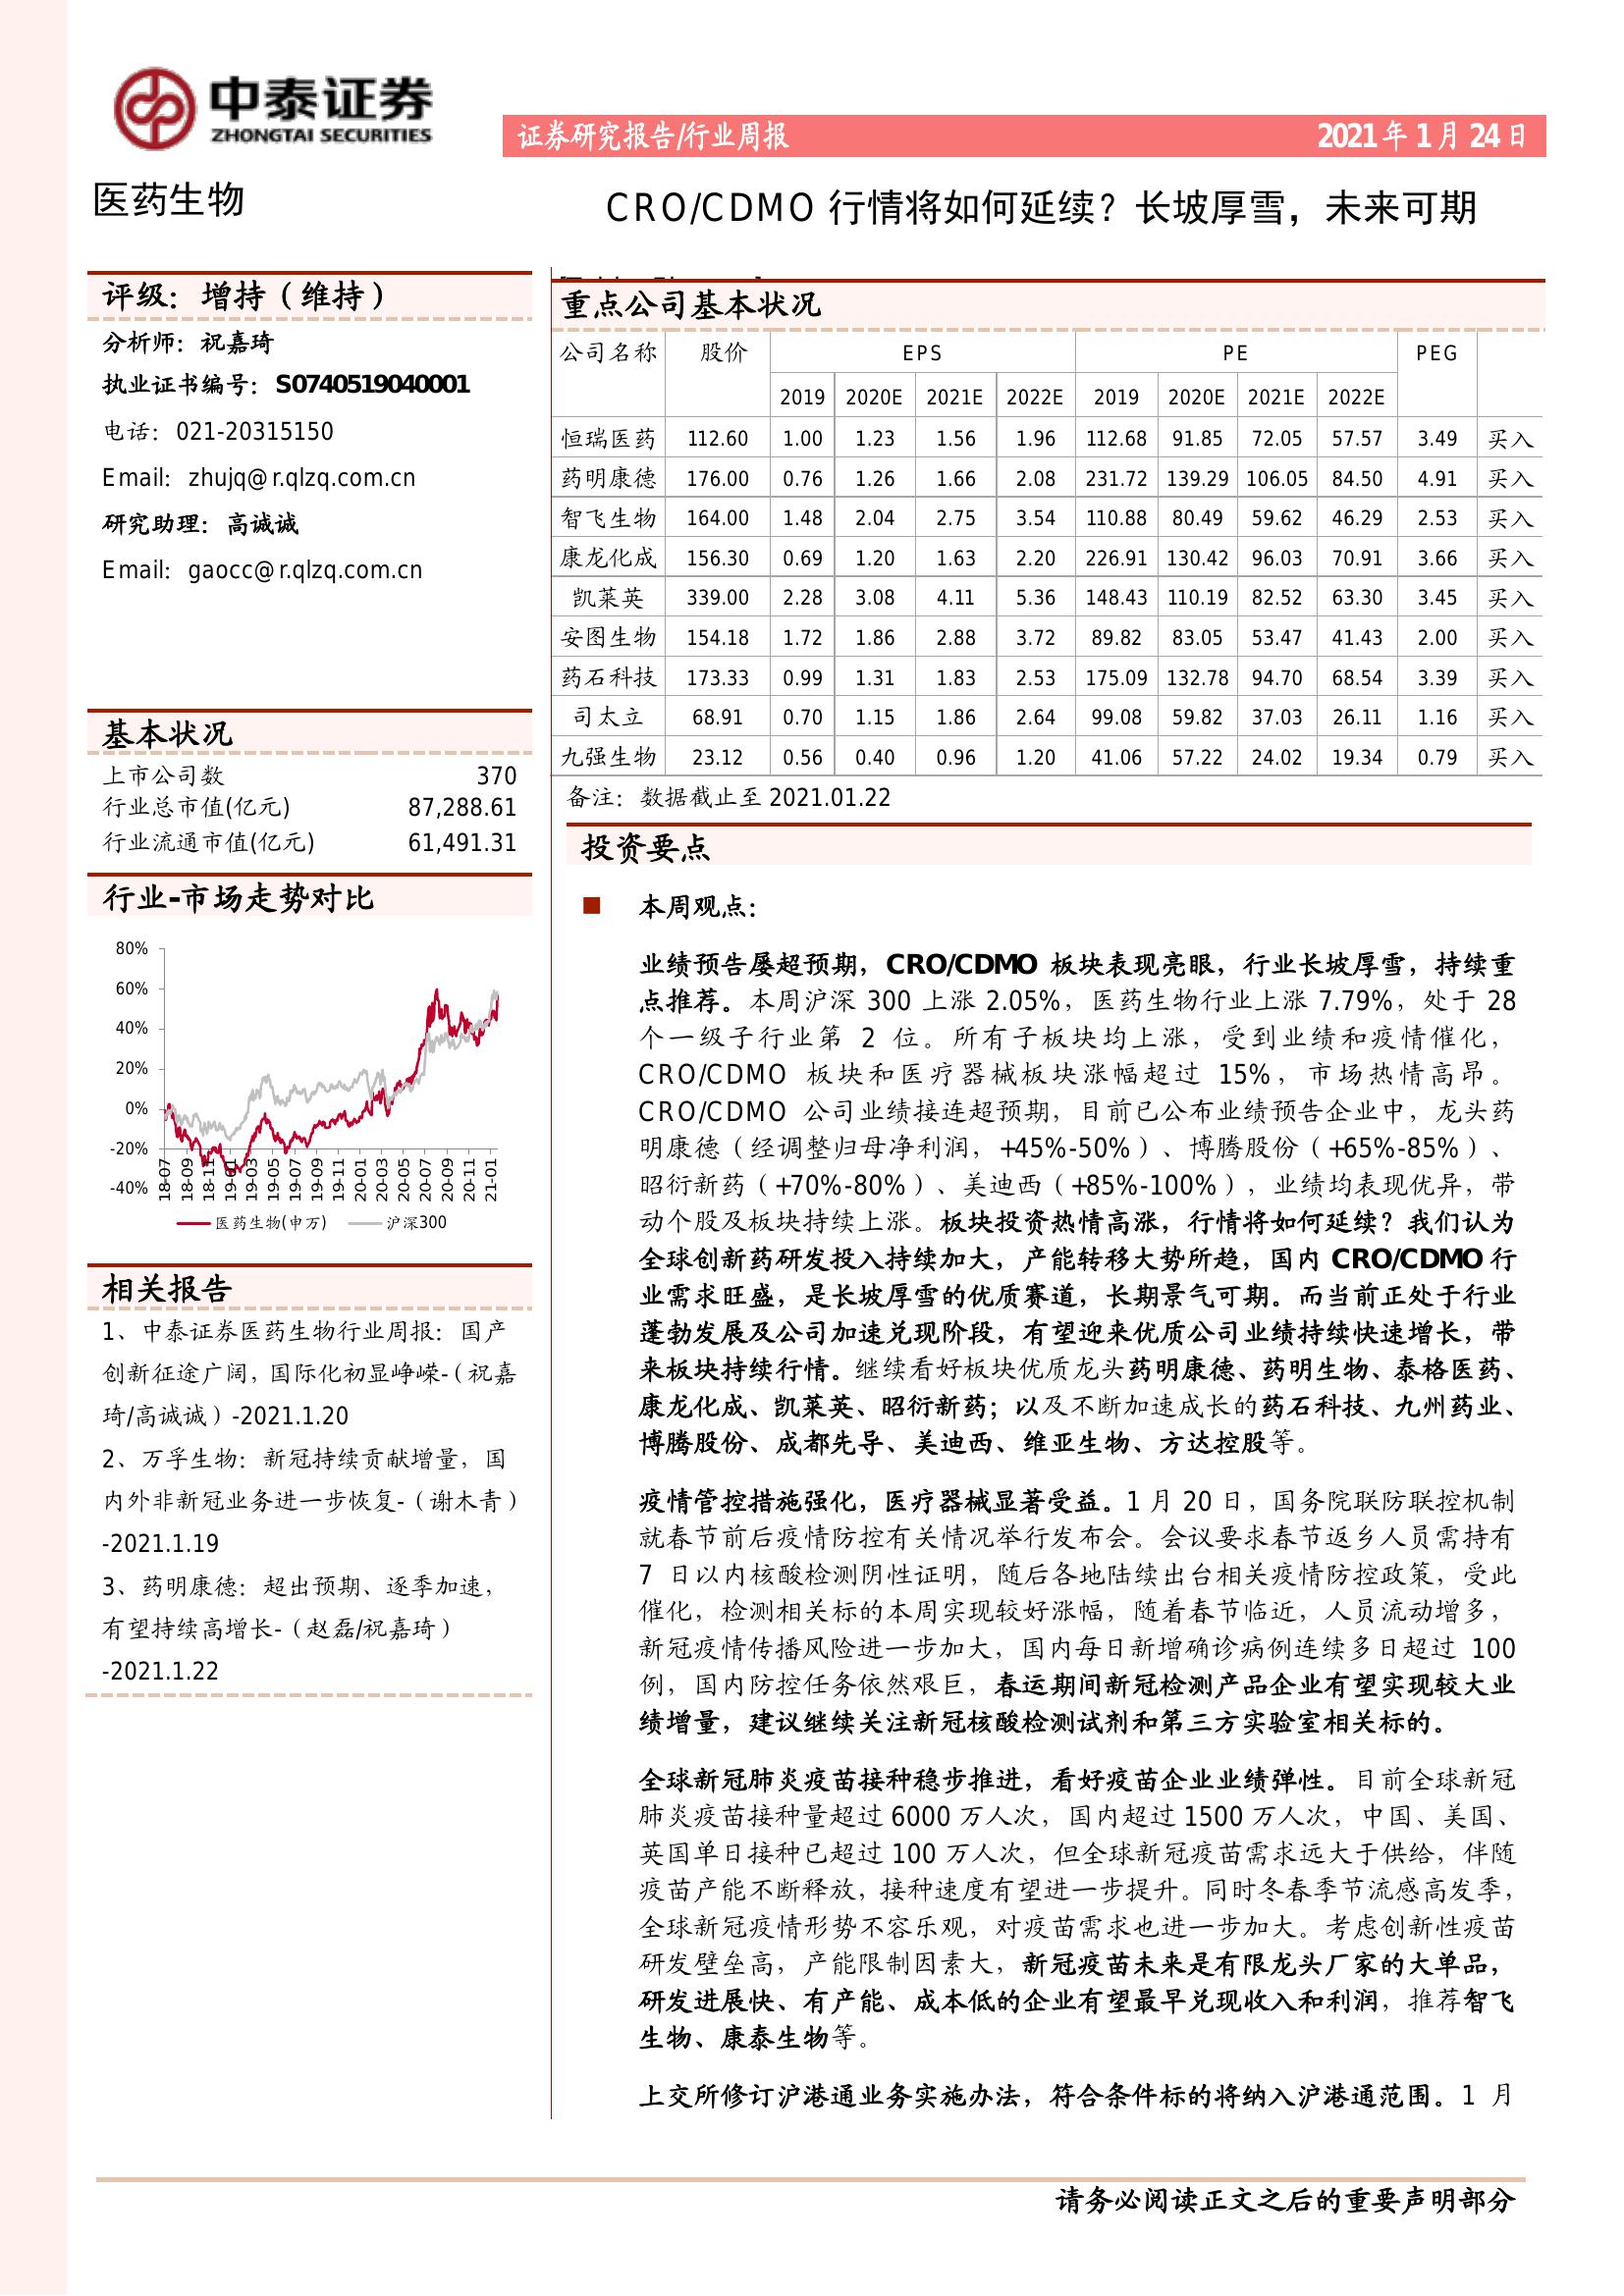 中泰证券
ZHONGTAI SECURITIES
证券研究报告/行业周报 2021年1月24日
医药生物
CRO/CDMO 行情将如何延续？长坡厚雪，未来可期
评级：增持（维持）
分析师：祝嘉琦
执业证书编号：S0740519040001
电话：021-20315150
Email：zhujq@r.qlzq.com.cn
研究助理：高诚诚
Email：gaocc@r.qlzq.com.cn
基本状况
上市公司数 370
行业总市值(亿元) 87,288.61
行业流通市值(亿元) 61,491.31
行业-市场走势对比
80%
60%
40%
20%
0%
-20%
-40%
18-07 18-09 18-11 19-01 19-03 19-05 19-07 19-09 19-11 20-01 20-03 20-05 20-07 20-09 20-11 21-01
医药生物(申万) 沪深300
相关报告
1、中泰证券医药生物行业周报：国产
创新征途广阔，国际化初显峥嵘-（祝嘉
琦/高诚诚）-2021.1.20
2、万孚生物：新冠持续贡献增量，国
内外非新冠业务进一步恢复-（谢木青）
-2021.1.19
3、药明康德：超出预期、逐季加速，
有望持续高增长-（赵磊/祝嘉琦）
-2021.1.22
重点公司基本状况
公司名称 股价 EPS PE PEG
2019 2020E 2021E 2022E 2019 2020E 2021E 2022E
恒瑞医药 112.60 1.00 1.23 1.56 1.96 112.68 91.85 72.05 57.57 3.49 买入
药明康德 176.00 0.76 1.26 1.66 2.08 231.72 139.29 106.05 84.50 4.91 买入
智飞生物 164.00 1.48 2.04 2.75 3.54 110.88 80.49 59.62 46.29 2.53 买入
康龙化成 156.30 0.69 1.20 1.63 2.20 226.91 130.42 96.03 70.91 3.66 买入
凯莱英 339.00 2.28 3.08 4.11 5.36 148.43 110.19 82.52 63.30 3.45 买入
安图生物 154.18 1.72 1.86 2.88 3.72 89.82 83.05 53.47 41.43 2.00 买入
药石科技 173.33 0.99 1.31 1.83 2.53 175.09 132.78 94.70 68.54 3.39 买入
司太立 68.91 0.70 1.15 1.86 2.64 99.08 59.82 37.03 26.11 1.16 买入
九强生物 23.12 0.56 0.40 0.96 1.20 41.06 57.22 24.02 19.34 0.79 买入
备注：数据截止至 2021.01.22
投资要点
■ 本周观点：
业绩预告屡超预期，CRO/CDMO 板块表现亮眼，行业长坡厚雪，持续重
点推荐。本周沪深 300 上涨 2.05%，医药生物行业上涨 7.79%，处于 28
个一级子行业第 2 位。所有子板块均上涨，受到业绩和疫情催化，
CRO/CDMO 板块和医疗器械板块涨幅超过 15%，市场热情高昂。
CRO/CDMO 公司业绩接连超预期，目前已公布业绩预告企业中，龙头药
明康德（经调整归母净利润，+45%-50%）、博腾股份（+65%-85%）、
昭衍新药（+70%-80%）、美迪西（+85%-100%），业绩均表现优异，带
动个股及板块持续上涨。板块投资热情高涨，行情将如何延续？我们认为
全球创新药研发投入持续加大，产能转移大势所趋，国内 CRO/CDMO 行
业需求旺盛，是长坡厚雪的优质赛道，长期景气可期。而当前正处于行业
蓬勃发展及公司加速兑现阶段，有望迎来优质公司业绩持续快速增长，带
来板块持续行情。继续看好板块优质龙头药明康德、药明生物、泰格医药、
康龙化成、凯莱英、昭衍新药；以及不断加速成长的药石科技、九州药业、
博腾股份、成都先导、美迪西、维亚生物、方达控股等。
疫情管控措施强化，医疗器械显著受益。1 月 20 日，国务院联防联控机制
就春节前后疫情防控有关情况举行发布会。会议要求春节返乡人员需持有
7 日以内核酸检测阴性证明，随后各地陆续出台相关疫情防控政策，受此
催化，检测相关标的本周实现较好涨幅，随着春节临近，人员流动增多，
新冠疫情传播风险进一步加大，国内每日新增确诊病例连续多日超过 100
例，国内防控任务依然艰巨，春运期间新冠检测产品企业有望实现较大业
绩增量，建议继续关注新冠核酸检测试剂和第三方实验室相关标的。
全球新冠肺炎疫苗接种稳步推进，看好疫苗企业业绩弹性。目前全球新冠
肺炎疫苗接种量超过 6000 万人次，国内超过 1500 万人次，中国、美国、
英国单日接种已超过 100 万人次，但全球新冠疫苗需求远大于供给，伴随
疫苗产能不断释放，接种速度有望进一步提升。同时冬春季节流感高发季，
全球新冠疫情形势不容乐观，对疫苗需求也进一步加大。考虑创新性疫苗
研发壁垒高，产能限制因素大，新冠疫苗未来是有限龙头厂家的大单品，
研发进展快、有产能、成本低的企业有望最早兑现收入和利润，推荐智飞
生物、康泰生物等。
上交所修订沪港通业务实施办法，符合条件标的将纳入沪港通范围。1 月
请务必阅读正文之后的重要声明部分